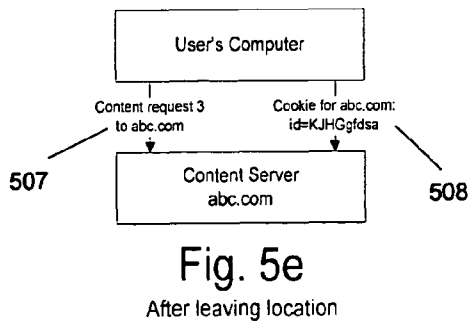 User's Computer
Content request 3
to abc.com
Cookie for abc.com:
id=KJHGgfdsa
507
508
Content Server
abc.com
Fig. 5e
After leaving location